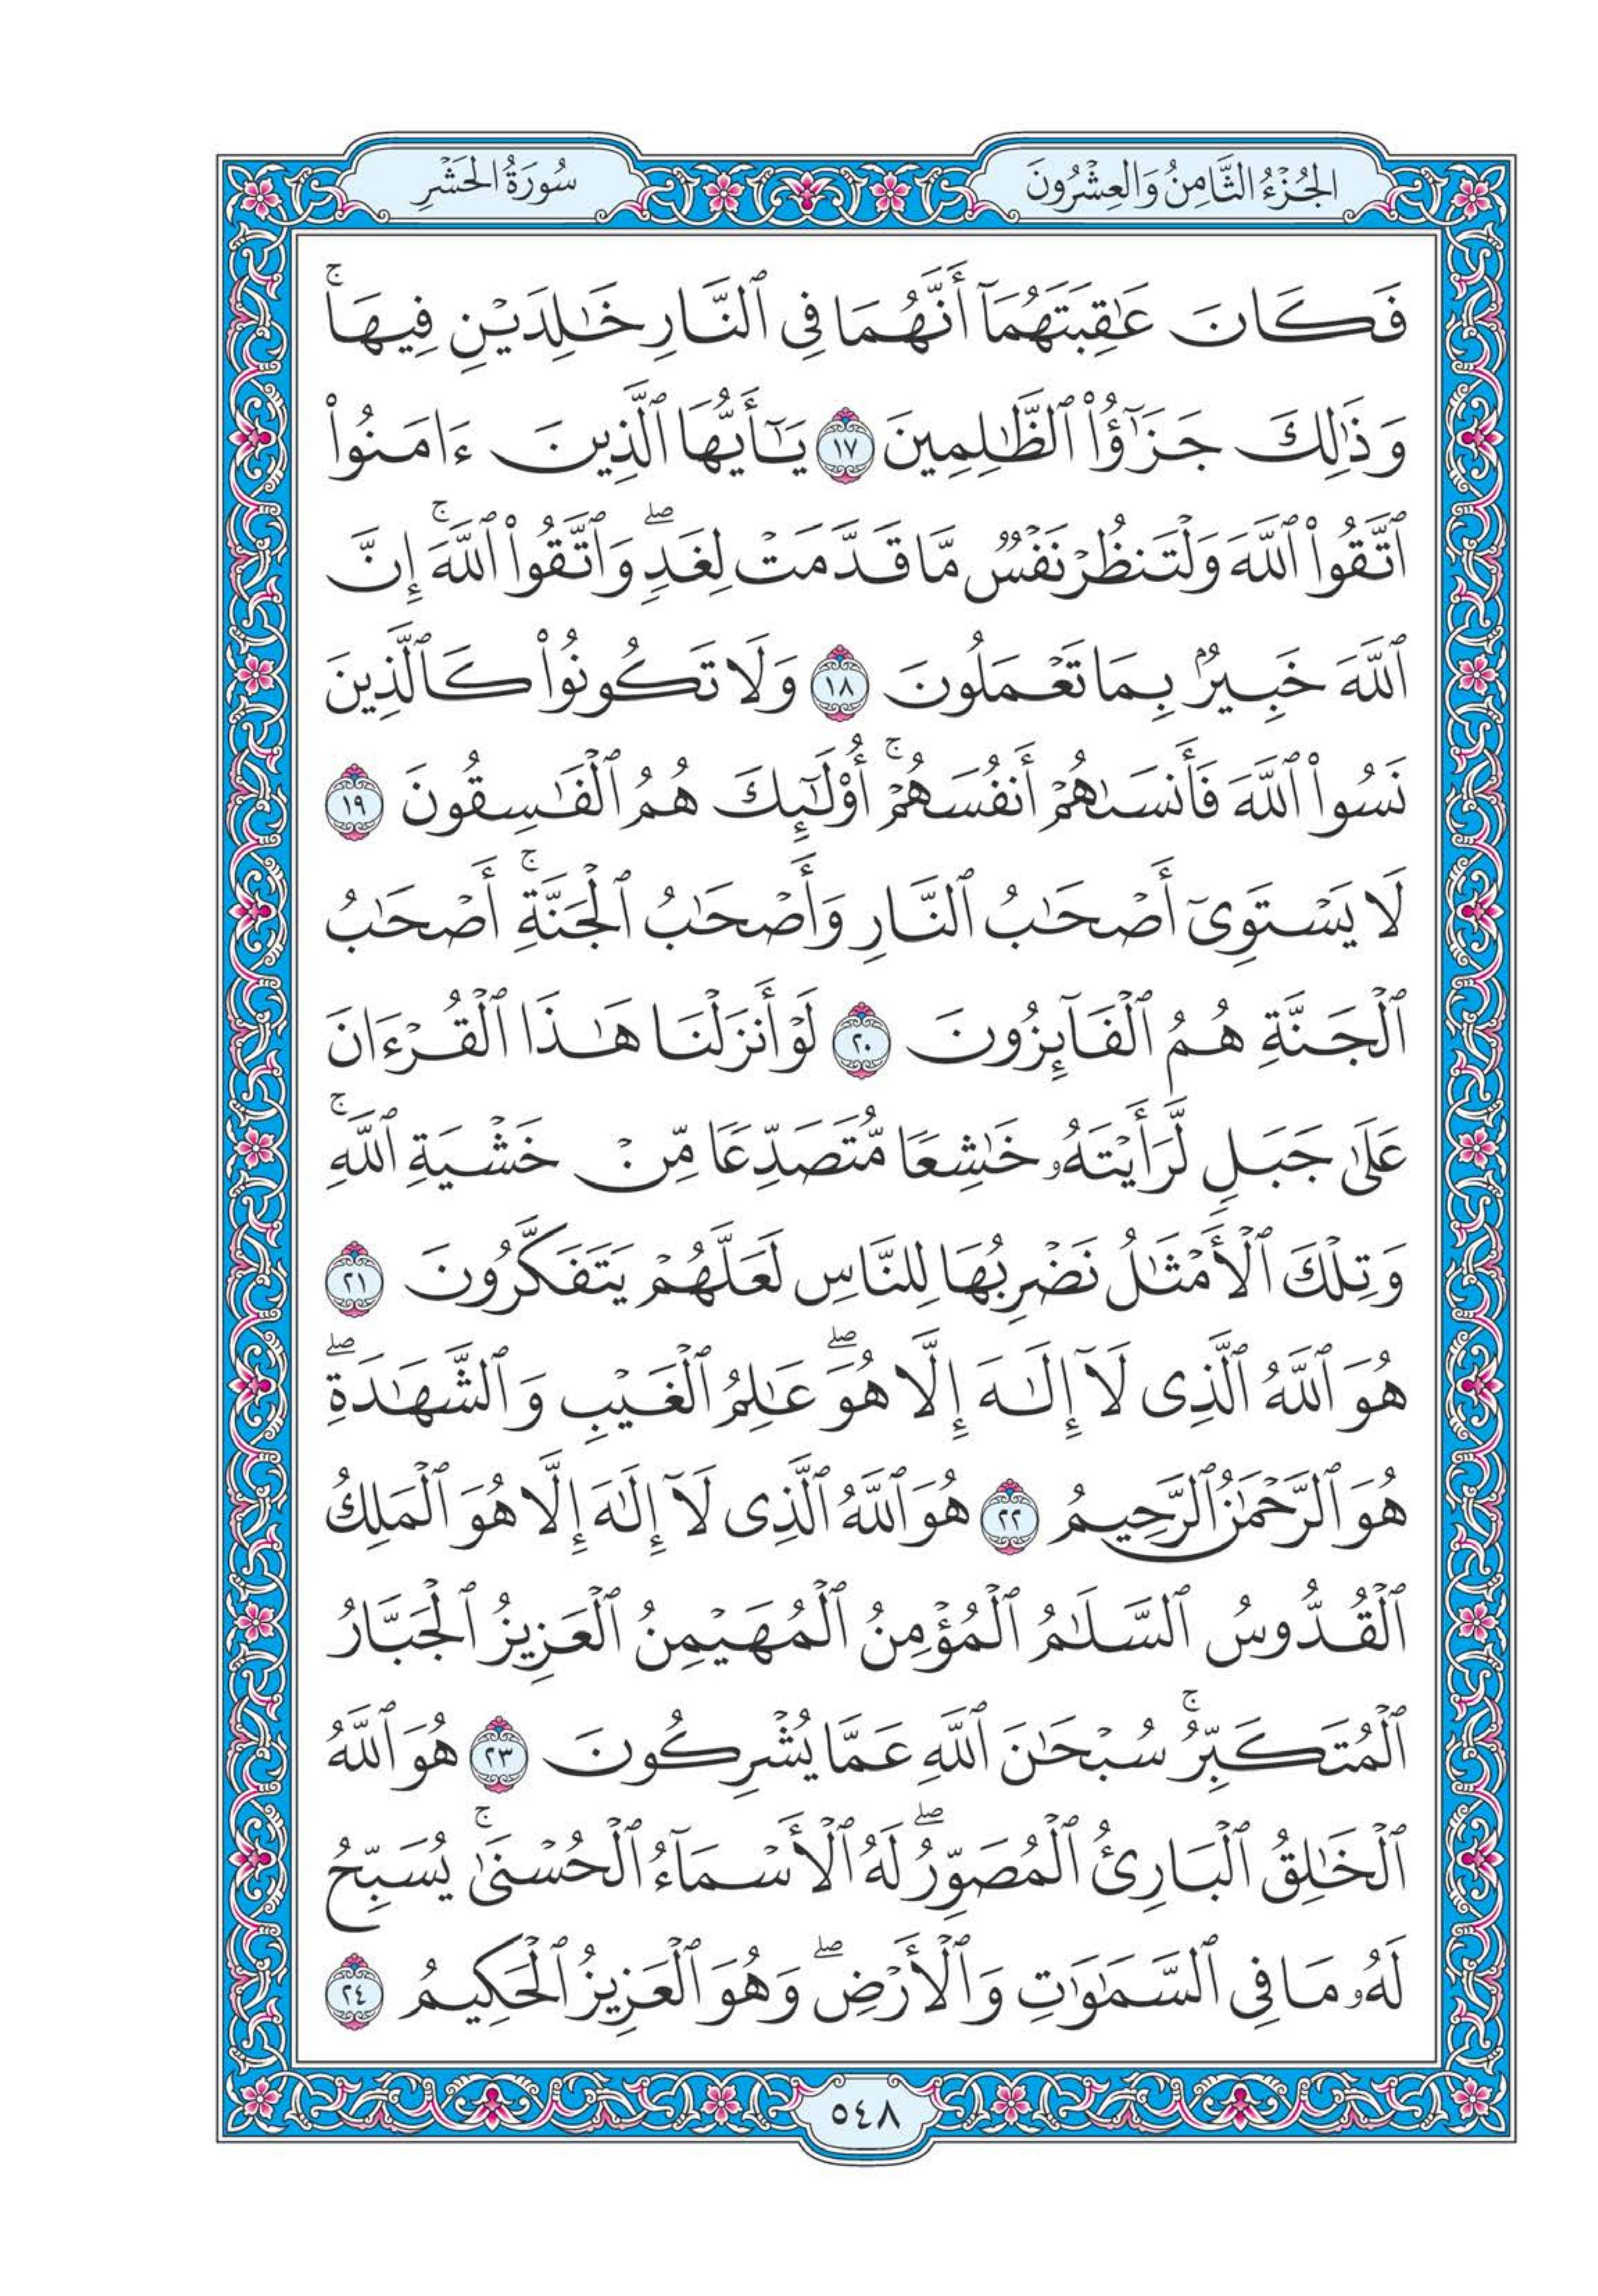 الجُزْءُ الثَّامِنُ وَالعِشْرُونَ
سُورَةُ الحَشْرِ
فَكَانَ عَٰقِبَتَهُمَآ أَنَّهُمَا فِى ٱلنَّارِ خَٰلِدَيْنِ فِيهَاۚ
وَذَٰلِكَ جَزَٰٓؤُا۟ ٱلظَّٰلِمِينَ ١٧ يَٰٓأَيُّهَا ٱلَّذِينَ ءَامَنُوا۟
ٱتَّقُوا۟ ٱللَّهَ وَلْتَنظُرْ نَفْسٌ مَّا قَدَّمَتْ لِغَدٍۖ وَٱتَّقُوا۟ ٱللَّهَۚ إِنَّ
ٱللَّهَ خَبِيرٌۢ بِمَا تَعْمَلُونَ ١٨ وَلَا تَكُونُوا۟ كَٱلَّذِينَ
نَسُوا۟ ٱللَّهَ فَأَنسَىٰهُمْ أَنفُسَهُمْۚ أُو۟لَٰٓئِكَ هُمُ ٱلْفَٰسِقُونَ ١٩
لَا يَسْتَوِىٓ أَصْحَٰبُ ٱلنَّارِ وَأَصْحَٰبُ ٱلْجَنَّةِۚ أَصْحَٰبُ
ٱلْجَنَّةِ هُمُ ٱلْفَآئِزُونَ ٢٠ لَوْ أَنزَلْنَا هَٰذَا ٱلْقُرْءَانَ
عَلَىٰ جَبَلٍ لَّرَأَيْتَهُۥ خَٰشِعًا مُّتَصَدِّعًا مِّنْ خَشْيَةِ ٱللَّهِۚ
وَتِلْكَ ٱلْأَمْثَٰلُ نَضْرِبُهَا لِلنَّاسِ لَعَلَّهُمْ يَتَفَكَّرُونَ ٢١
هُوَ ٱللَّهُ ٱلَّذِى لَآ إِلَٰهَ إِلَّا هُوَۖ عَٰلِمُ ٱلْغَيْبِ وَٱلشَّهَٰدَةِۖ
هُوَ ٱلرَّحْمَٰنُ ٱلرَّحِيمُ ٢٢ هُوَ ٱللَّهُ ٱلَّذِى لَآ إِلَٰهَ إِلَّا هُوَ ٱلْمَلِكُ
ٱلْقُدُّوسُ ٱلسَّلَٰمُ ٱلْمُؤْمِنُ ٱلْمُهَيْمِنُ ٱلْعَزِيزُ ٱلْجَبَّارُ
ٱلْمُتَكَبِّرُۚ سُبْحَٰنَ ٱللَّهِ عَمَّا يُشْرِكُونَ ٢٣ هُوَ ٱللَّهُ
ٱلْخَٰلِقُ ٱلْبَارِئُ ٱلْمُصَوِّرُۖ لَهُ ٱلْأَسْمَآءُ ٱلْحُسْنَىٰۚ يُسَبِّحُ
لَهُۥ مَا فِى ٱلسَّمَٰوَٰتِ وَٱلْأَرْضِۖ وَهُوَ ٱلْعَزِيزُ ٱلْحَكِيمُ ٢٤
٥٤٨